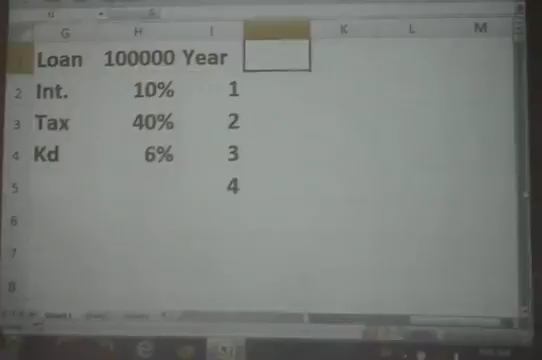 G H I K L M
1 Loan 100000 Year
2 Int. 10% 1
3 Tax 40% 2
4 Kd 6% 3
5 4
6
7
8